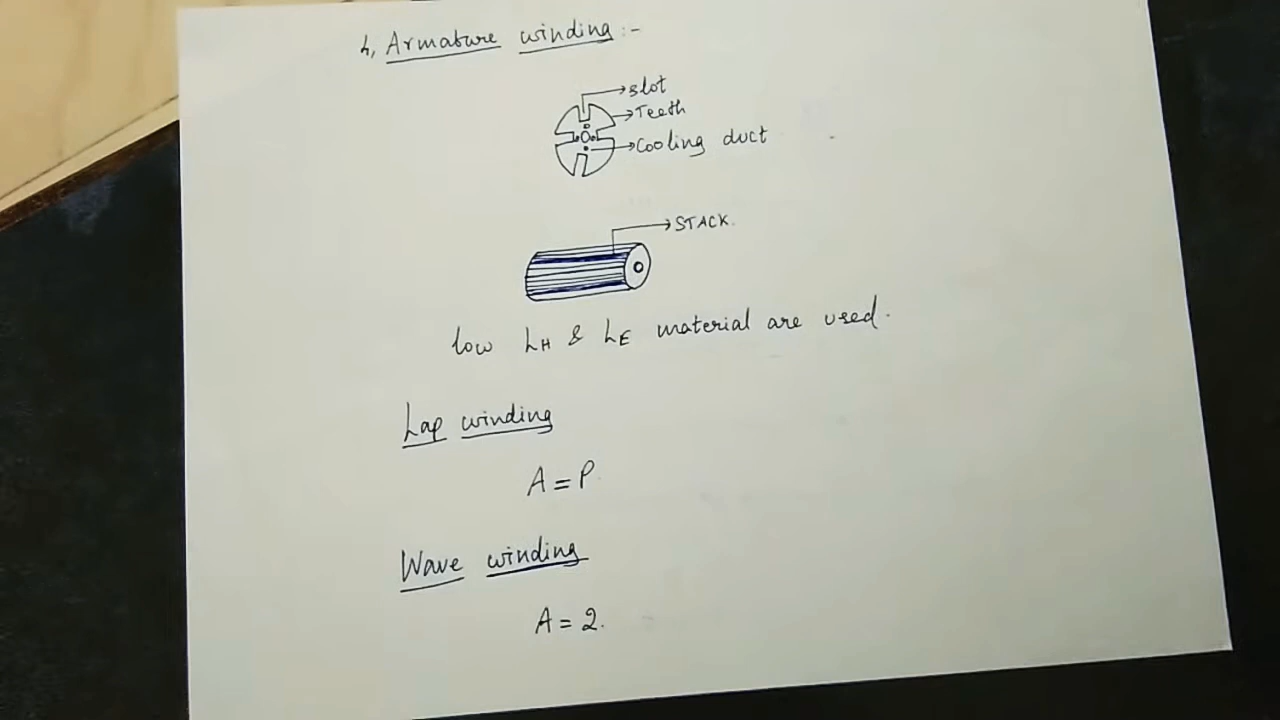 4, Armature winding :-
slot
Teeth
Cooling duct
STACK.
low LH & LE material are used.
Lap winding
A = P
Wave winding
A = 2.